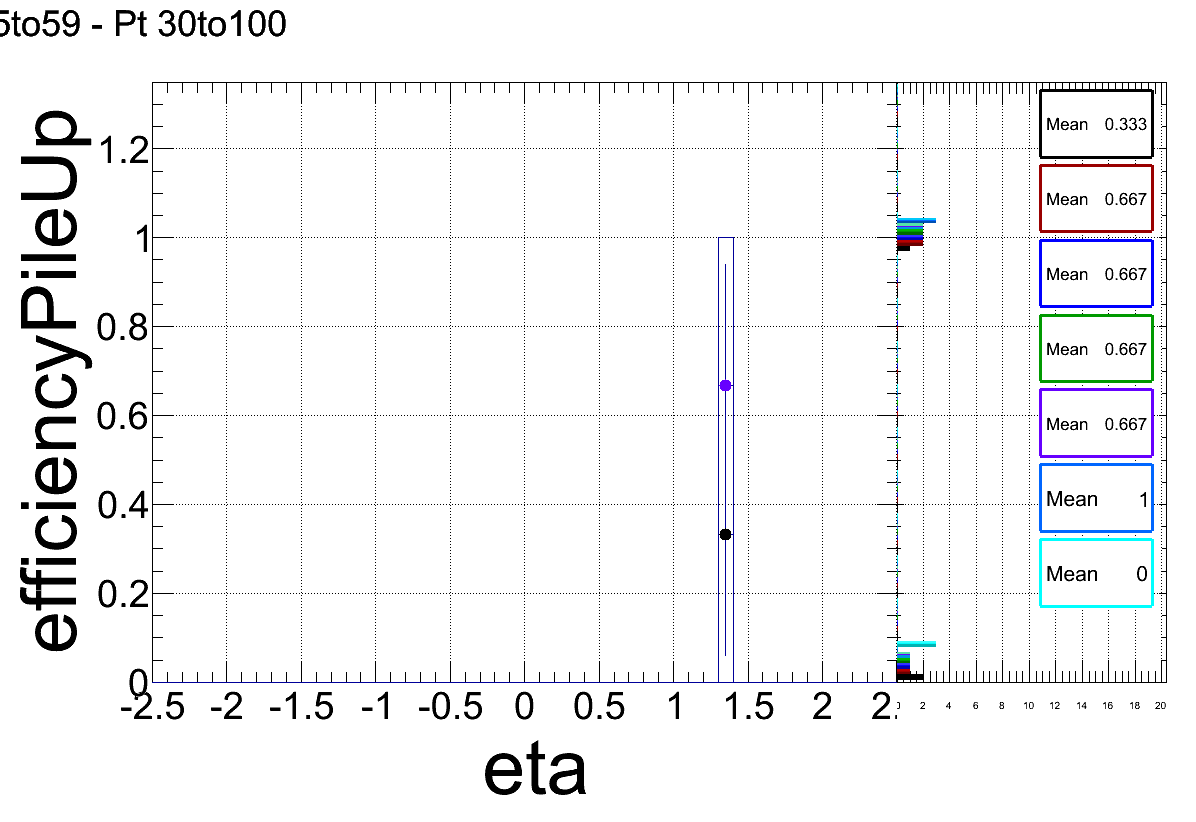 5to59 - Pt 30to100
efficiencyPileUp
1.2
1
0.8
0.6
0.4
0.2
0
-2.5 -2 -1.5 -1 -0.5 0 0.5 1 1.5 2 2.
eta
0 2 4 6 8 10 12 14 16 18 20
Mean 0.333
Mean 0.667
Mean 0.667
Mean 0.667
Mean 0.667
Mean 1
Mean 0